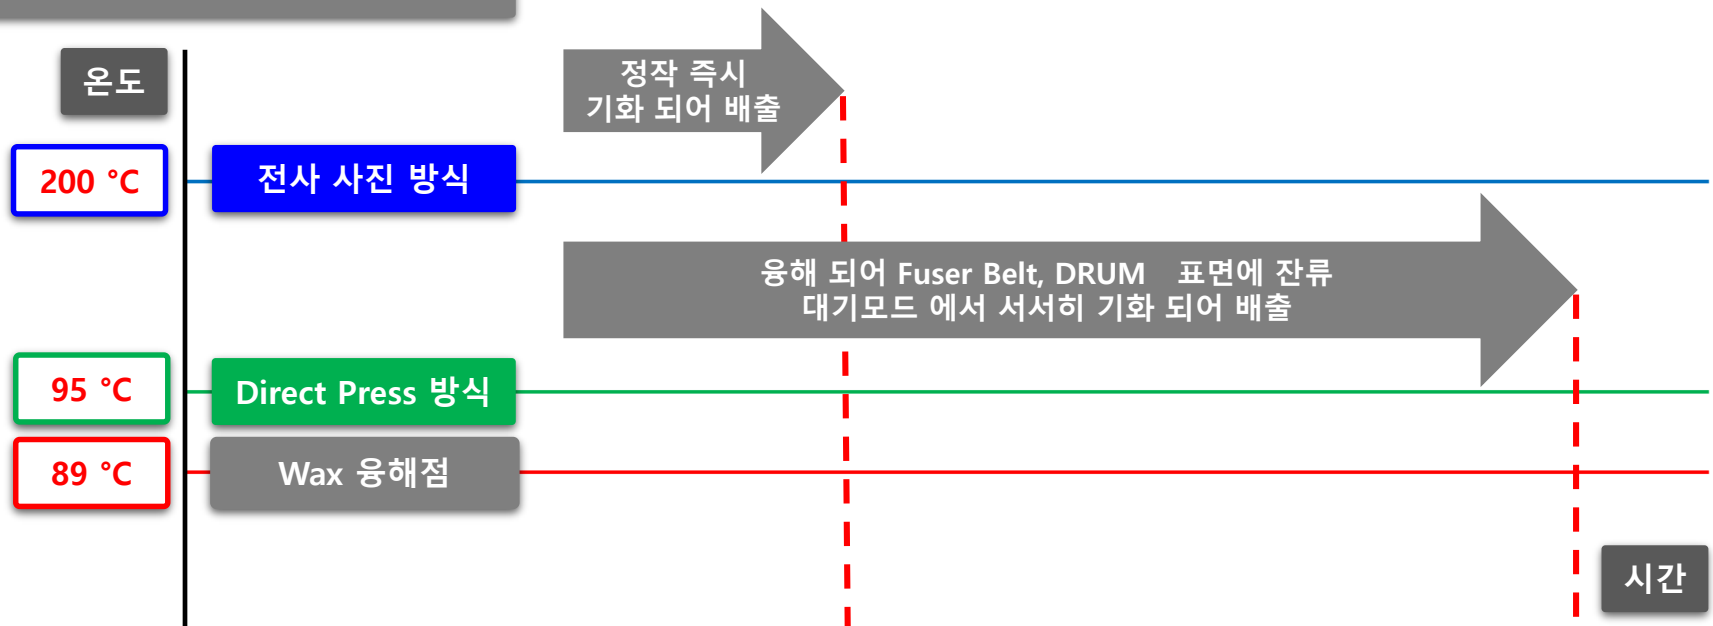 온도
정작 즉시
기화 되어 배출
200 °C
전사 사진 방식
융해 되어 Fuser Belt, DRUM 표면에 잔류
대기모드 에서 서서히 기화 되어 배출
95 °C
Direct Press 방식
89 °C
Wax 융해점
시간